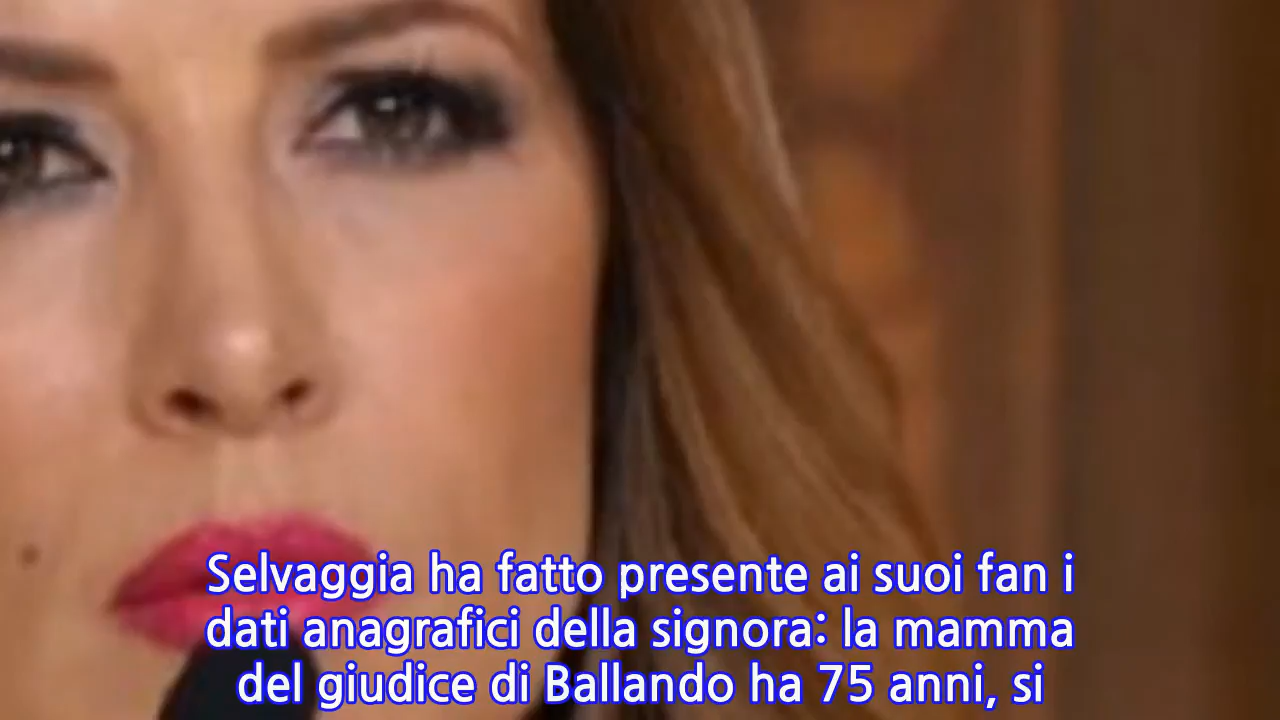 Selvaggia ha fatto presente ai suoi fan i
dati anagrafici della signora: la mamma
del giudice di Ballando ha 75 anni, si